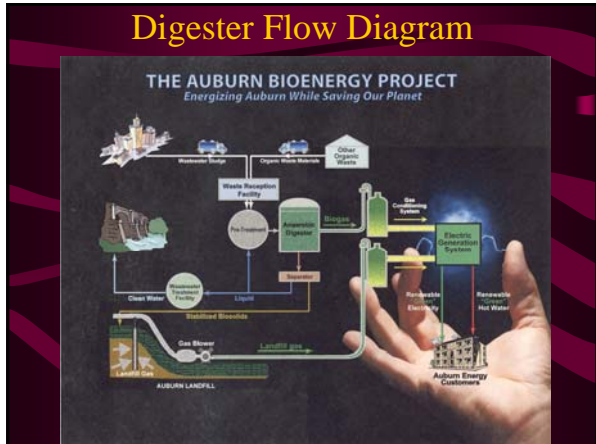 Digester Flow Diagram
THE AUBURN BIOENERGY PROJECT
Energizing Auburn While Saving Our Planet
Wastewater Sludge
Organic Waste Materials
Other
Organic
Waste
Waste Reception
Facility
Pre-Treatment
Anaerobic
Digester
Biogas
Gas
Conditioning
System
Electric
Generation
System
Separator
Wastewater
Treatment
Facility
Clean Water
Liquid
Stabilized Biosolids
Renewable
"Green"
Electricity
Renewable
"Green"
Hot Water
Gas Blower
Landfill gas
Landfill Gas
AUBURN LANDFILL
Auburn Energy
Customers